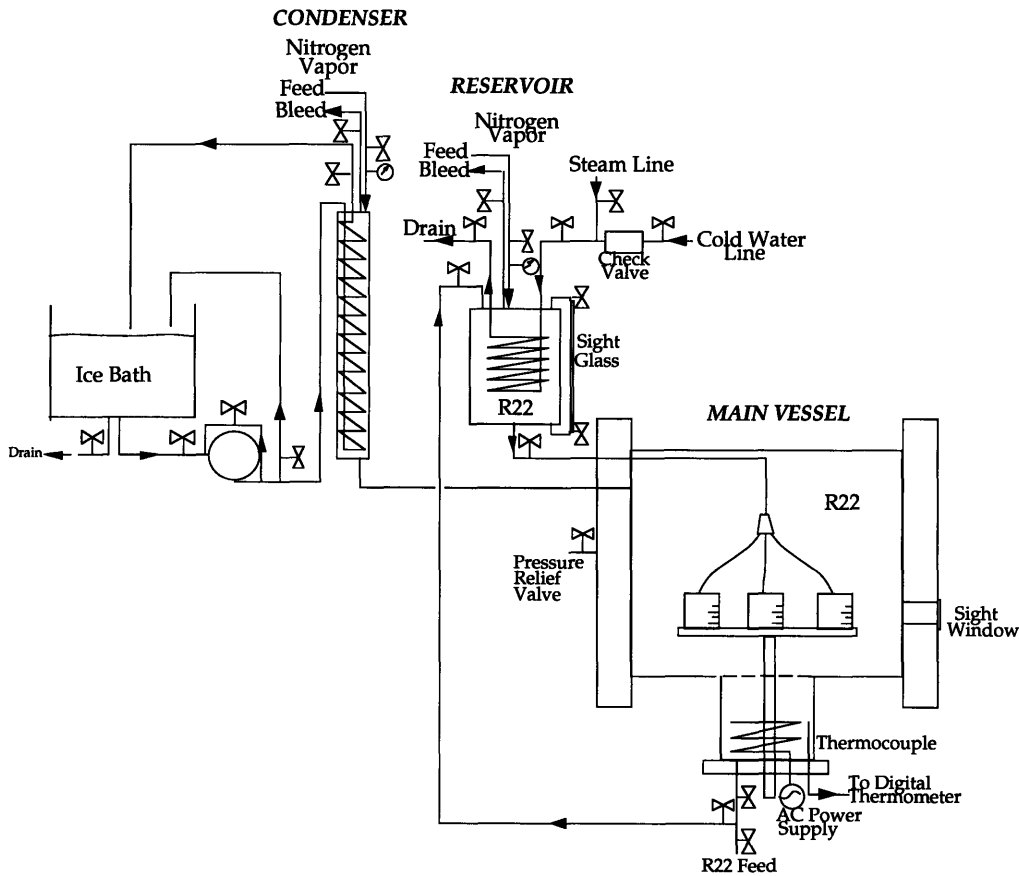 CONDENSER
Nitrogen
Vapor
Feed
Bleed
RESERVOIR
Nitrogen
Vapor
Feed
Bleed
Steam Line
Drain
Cold Water
Line
Check
Valve
Sight
Glass
Ice Bath
R22
MAIN VESSEL
Drain
R22
Pressure
Relief
Valve
Sight
Window
Thermocouple
To Digital
Thermometer
AC Power
Supply
R22 Feed